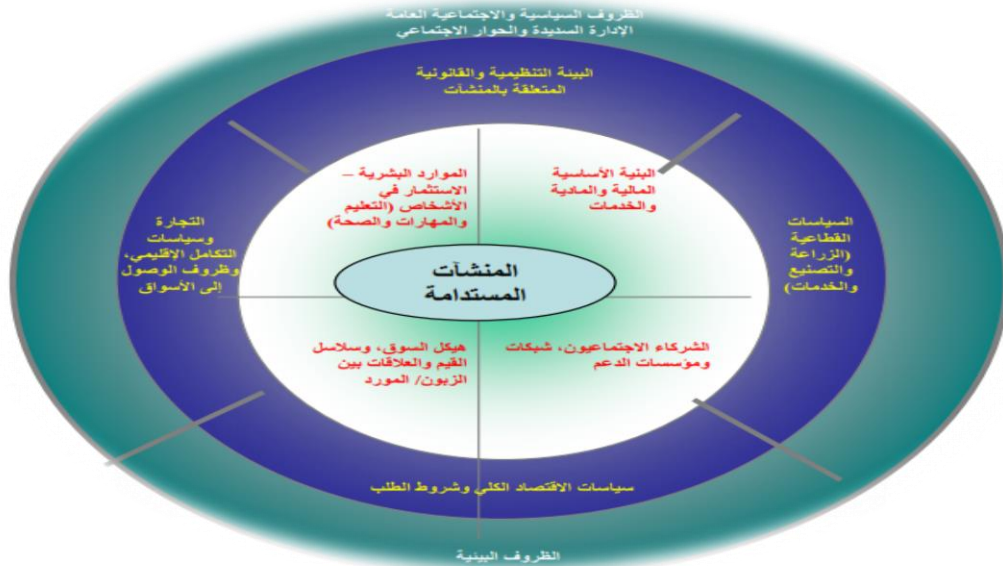 الظروف السياسية والاجتماعية العامة
الإدارة السديدة والحوار الاجتماعي
البيئة التنظيمية والقانونية
المتعلقة بالمنشآت
البنية الأساسية
المالية والمادية
والخدمات
الموارد البشرية –
الاستثمار في
الأشخاص (التعليم
والمهارات والصحة)
السياسات
القطاعية
(الزراعة
والتصنيع
والخدمات)
التجارة
وسياسات
التكامل الإقليمي،
وظروف الوصول
إلى الأسواق
المنشآت
المستدامة
الشركاء الاجتماعيون، شبكات
ومؤسسات الدعم
هيكل السوق، وسلاسل
القيم والعلاقات بين
الزبون/ المورد
سياسات الاقتصاد الكلي وشروط الطلب
الظروف البيئية